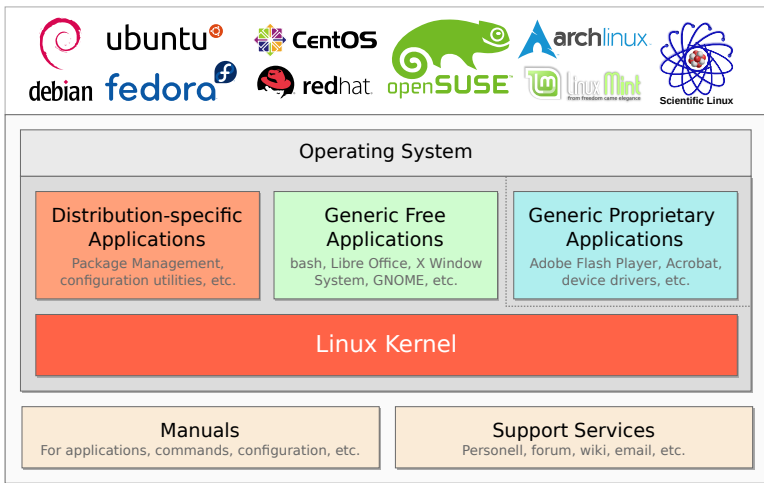 debian
ubuntu
fedora
CentOS
redhat.
openSUSE
archlinux
Linux Mint
from freedom came elegance
Scientific Linux
Operating System
Distribution-specific
Applications
Package Management,
configuration utilities, etc.
Generic Free
Applications
bash, Libre Office, X Window
System, GNOME, etc.
Generic Proprietary
Applications
Adobe Flash Player, Acrobat,
device drivers, etc.
Linux Kernel
Manuals
For applications, commands, configuration, etc.
Support Services
Personell, forum, wiki, email, etc.